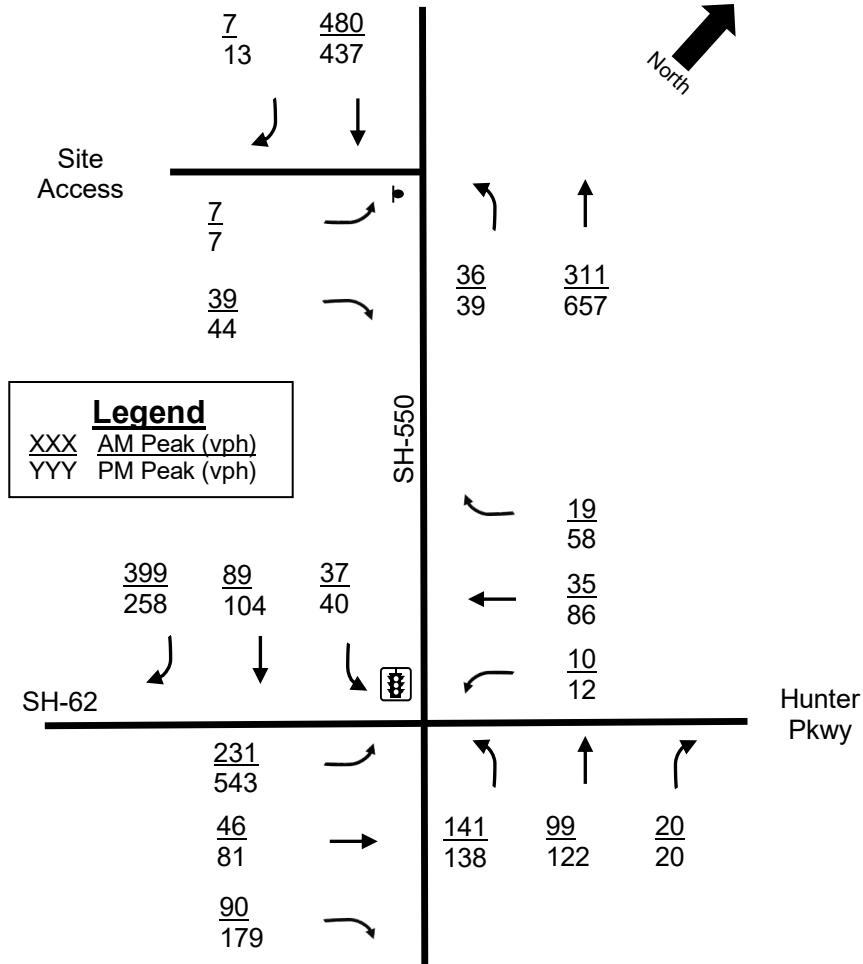 7 480
13 437
North
Site
Access
7
7
36 311
39 657
39
44
Legend
XXX AM Peak (vph)
YYY PM Peak (vph)
SH-550
19
58
399 89 37
258 104 40
35
86
10
12
SH-62
Hunter
Pkwy
231
543
141 99 20
138 122 20
46
81
90
179